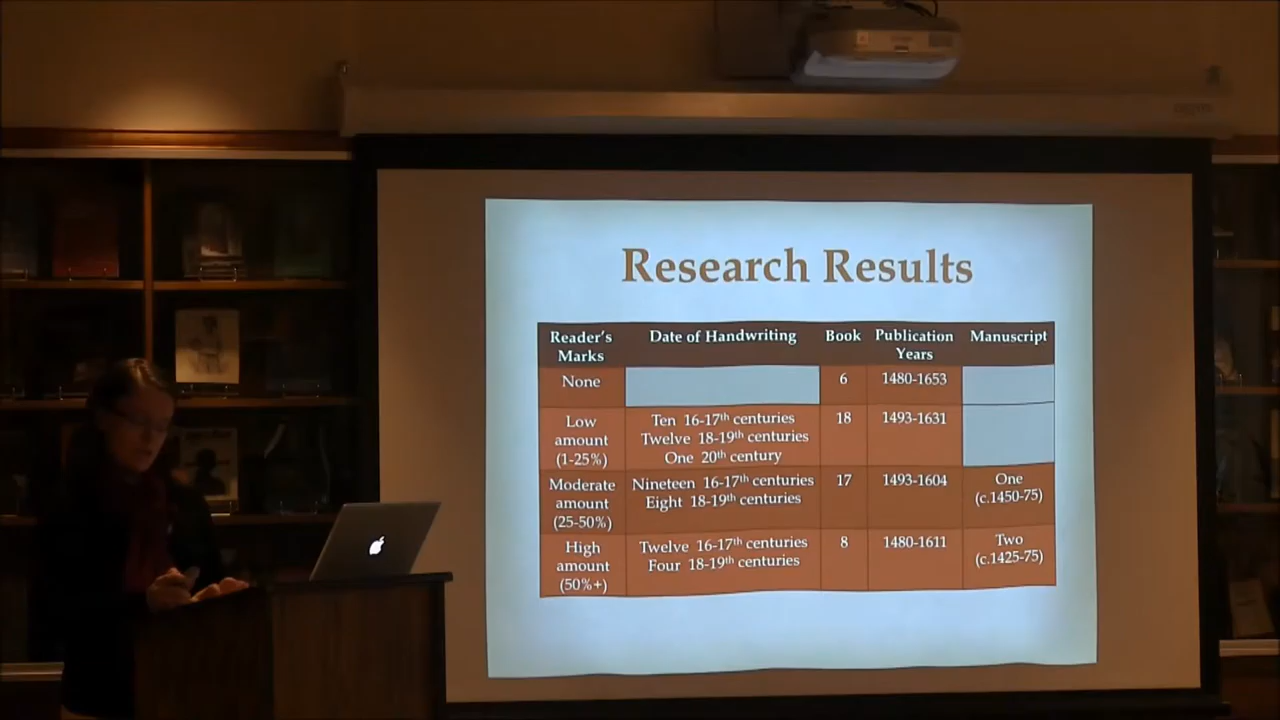 Research Results
Reader's Marks | Date of Handwriting | Book | Publication Years | Manuscript
None | 6 | 1480-1653
Low amount (1-25%) | Ten 16-17th centuries Twelve 18-19th centuries One 20th century | 18 | 1493-1631
Moderate amount (25-50%) | Nineteen 16-17th centuries Eight 18-19th centuries | 17 | 1493-1604 | One (c.1450-75)
High amount (50%+) | Twelve 16-17th centuries Four 18-19th centuries | 8 | 1480-1611 | Two (c.1425-75)